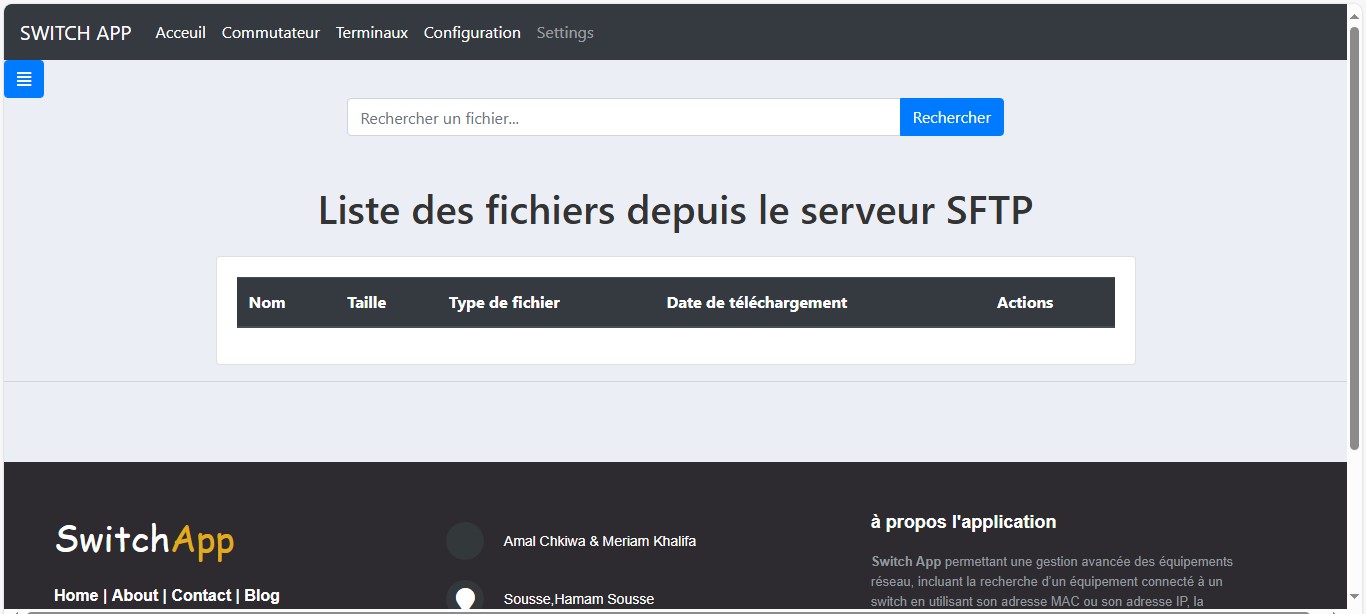 SWITCH APP Acceuil Commutateur Terminaux Configuration Settings
Rechercher un fichier... Rechercher
Liste des fichiers depuis le serveur SFTP
Nom Taille Type de fichier Date de téléchargement Actions
SwitchApp
Home | About | Contact | Blog
Amal Chkiwa & Meriam Khalifa
Sousse,Hamam Sousse
à propos l'application
Switch App permettant une gestion avancée des équipements
réseau, incluant la recherche d'un équipement connecté à un
switch en utilisant son adresse MAC ou son adresse IP, la